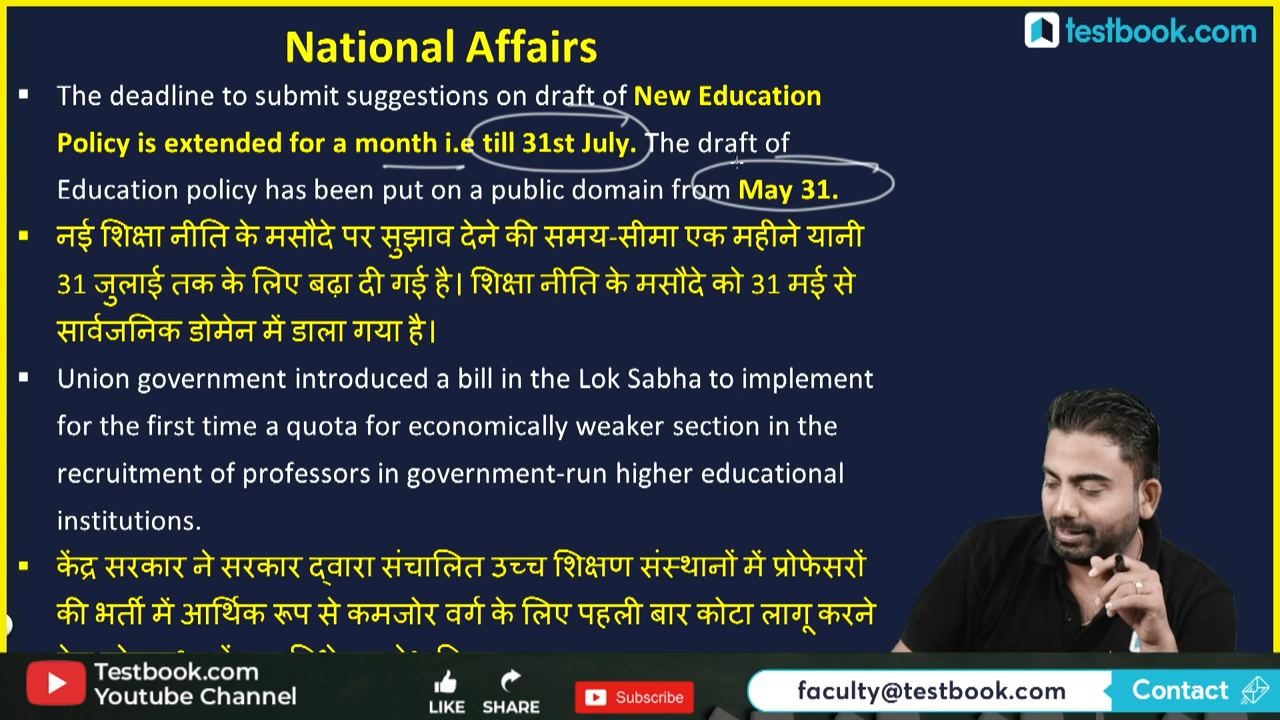 National Affairs
testbook.com
The deadline to submit suggestions on draft of New Education
Policy is extended for a month i.e till 31st July. The draft of
Education policy has been put on a public domain from May 31.
नई शिक्षा नीति के मसौदे पर सुझाव देने की समय-सीमा एक महीने यानी
31 जुलाई तक के लिए बढ़ा दी गई है। शिक्षा नीति के मसौदे को 31 मई से
सार्वजनिक डोमेन में डाला गया है।
Union government introduced a bill in the Lok Sabha to implement
for the first time a quota for economically weaker section in the
recruitment of professors in government-run higher educational
institutions.
केंद्र सरकार ने सरकार द्वारा संचालित उच्च शिक्षण संस्थानों में प्रोफेसरों
की भर्ती में आर्थिक रूप से कमजोर वर्ग के लिए पहली बार कोटा लागू करने
Testbook.com
Youtube Channel
LIKE
SHARE
Subscribe
faculty@testbook.com
Contact